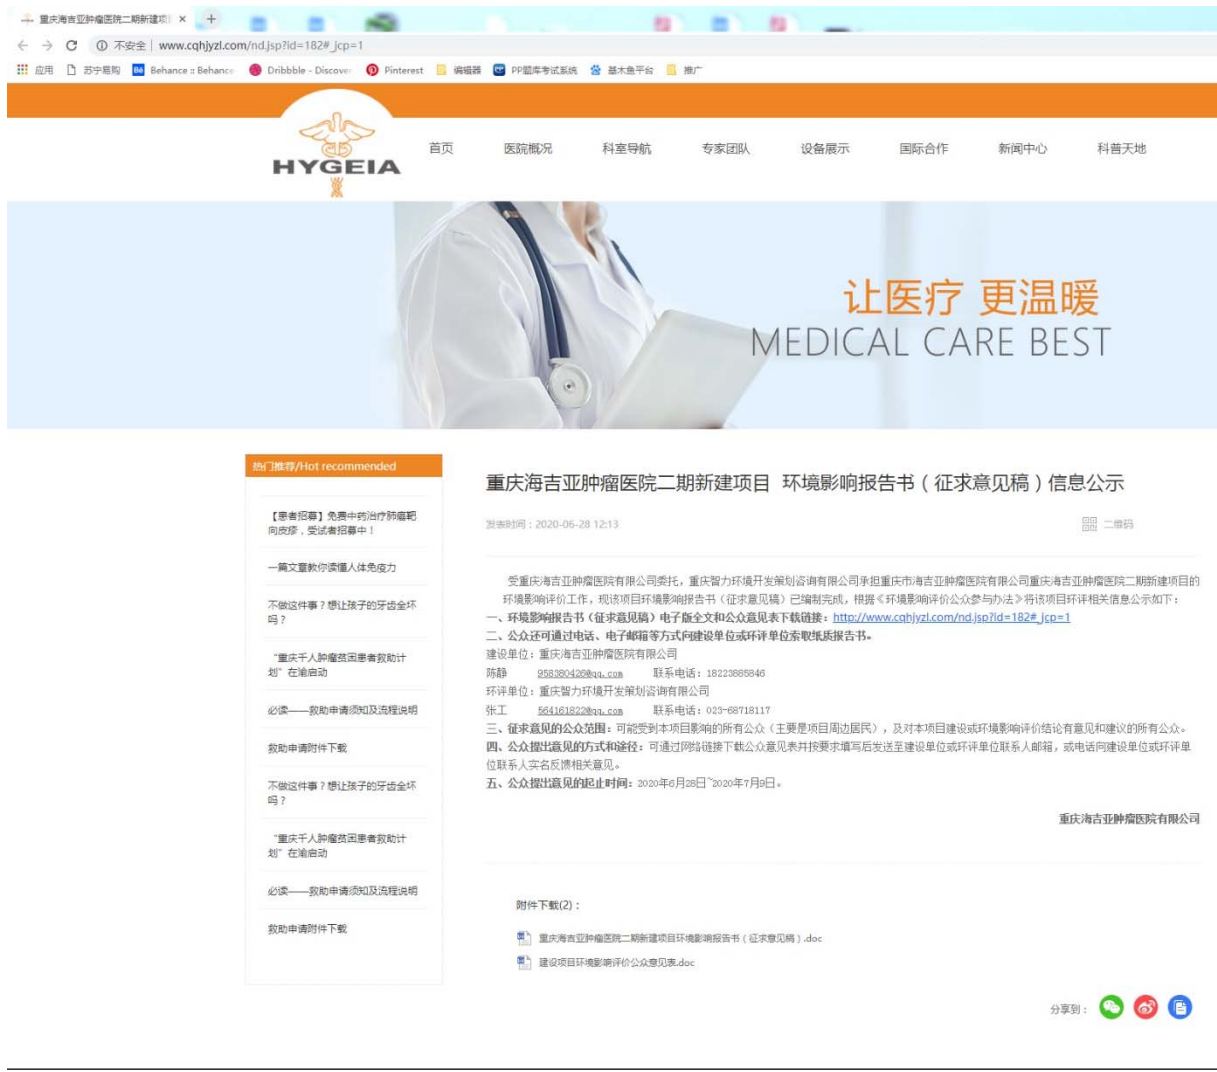 重庆海吉亚肿瘤医院二期新建项
不安全 | www.cqhjyzl.com/nd.jsp?id=182#_jcp=1
应用 苏宁易购 Behance :: Behance Dribbble - Discover Pinterest 编辑器 PP题库考试系统 基木鱼平台 推广
HYGEIA
首页 医院概况 科室导航 专家团队 设备展示 国际合作 新闻中心 科普天地
让医疗 更温暖
MEDICAL CARE BEST
热门推荐/Hot recommended
【患者招募】免费中药治疗肺癌靶
向皮疹，受试者招募中！
一篇文章教你读懂人体免疫力
不做这件事？想让孩子的牙齿全坏
吗？
“重庆千人肿瘤贫困患者救助计
划”在渝启动
必读——救助申请须知及流程说明
救助申请附件下载
不做这件事？想让孩子的牙齿全坏
吗？
“重庆千人肿瘤贫困患者救助计
划”在渝启动
必读——救助申请须知及流程说明
救助申请附件下载
重庆海吉亚肿瘤医院二期新建项目 环境影响报告书（征求意见稿）信息公示
发表时间：2020-06-28 12:13
二维码
受重庆海吉亚肿瘤医院有限公司委托，重庆智力环境开发策划咨询有限公司承担重庆市海吉亚肿瘤医院有限公司重庆海吉亚肿瘤医院二期新建项目的
环境影响评价工作，现该项目环境影响报告书（征求意见稿）已编制完成，根据《环境影响评价公众参与办法》将该项目环评相关信息公示如下：
一、环境影响报告书（征求意见稿）电子版全文和公众意见表下载链接：http://www.cqhjyzl.com/nd.jsp?id=182#_jcp=1
二、公众还可通过电话、电子邮箱等方式向建设单位或环评单位索取纸质报告书。
建设单位：重庆海吉亚肿瘤医院有限公司
陈静 958380426@qq.com 联系电话：18223885846
环评单位：重庆智力环境开发策划咨询有限公司
张工 564161822@qq.com 联系电话：023-68718117
三、征求意见的公众范围：可能受到本项目影响的所有公众（主要是项目周边居民），及对本项目建设或环境影响评价结论有意见和建议的所有公众。
四、公众提出意见的方式和途径：可通过网络链接下载公众意见表并按要求填写后发送至建设单位或环评单位联系人邮箱，或电话向建设单位或环评单
位联系人实名反馈相关意见。
五、公众提出意见的起止时间：2020年6月28日~2020年7月9日。
重庆海吉亚肿瘤医院有限公司
附件下载(2)：
重庆海吉亚肿瘤医院二期新建项目环境影响报告书（征求意见稿）.doc
建设项目环境影响评价公众意见表.doc
分享到：